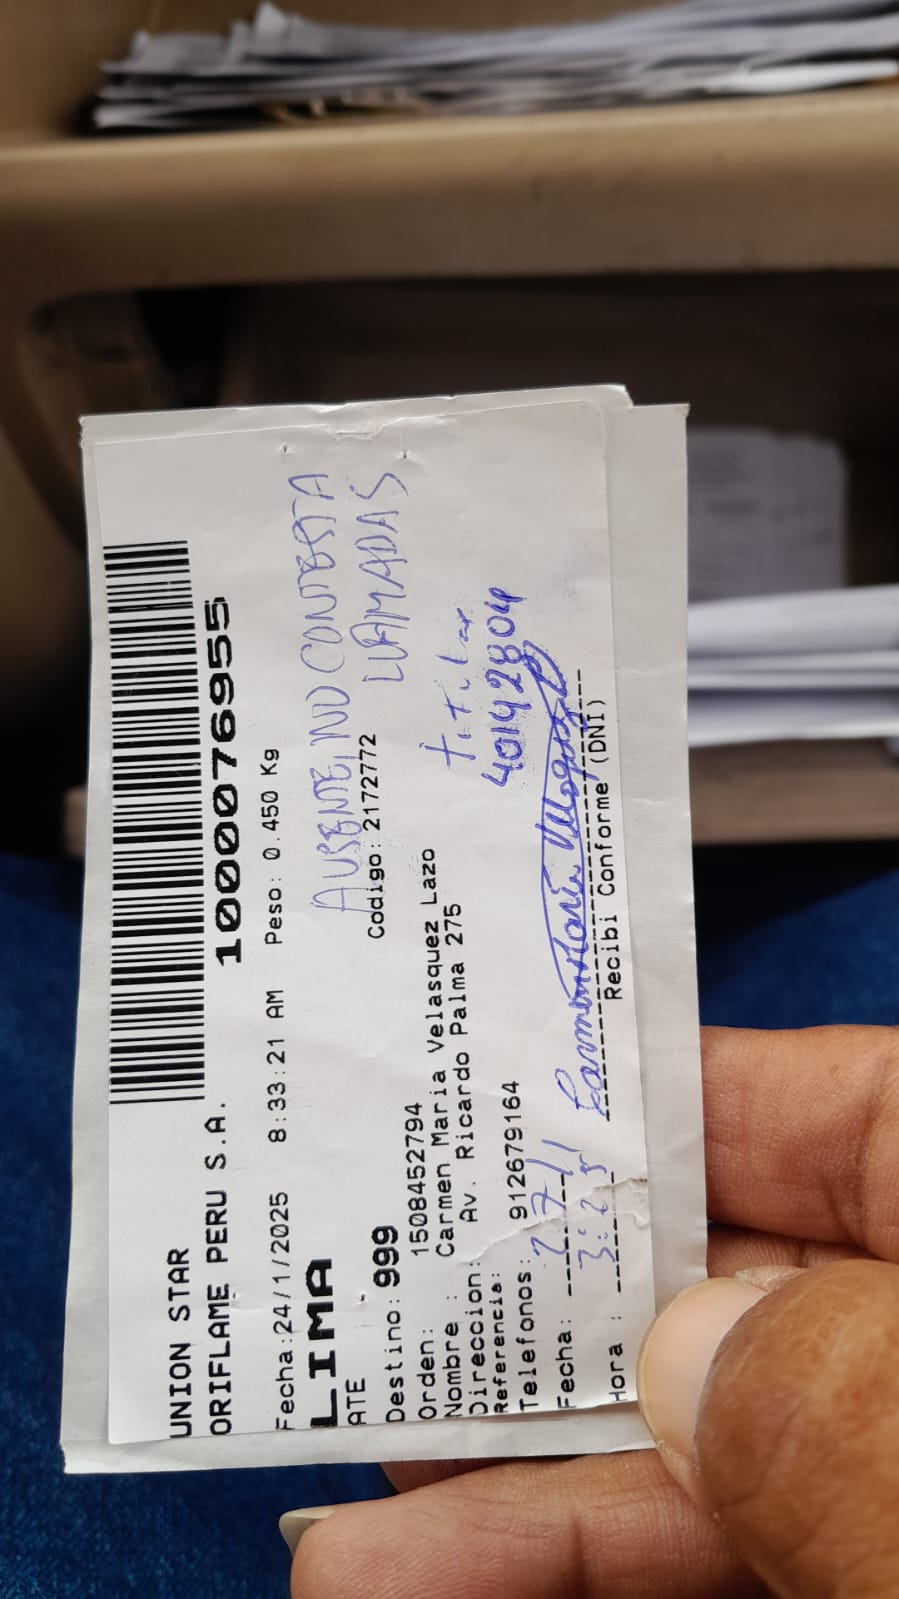 UNION STAR
ORIFLAME PERU S.A.
1000076955
Fecha:24/1/2025 8:33:21 AM Peso: 0.450 Kg
LIMA
AUSENTE, NO CONTESTA
LLAMADAS
ATE
Destino: 999 Codigo: 2172772
Orden: 1508452794
Nombre : Carmen Maria Velasquez Lazo
Direccion: Av. Ricardo Palma 275
Referencia:
titular
Telefonos: 912679164
40142804
Fecha: 27/1
Hora : 3:25
Recibi Conforme (DNI)